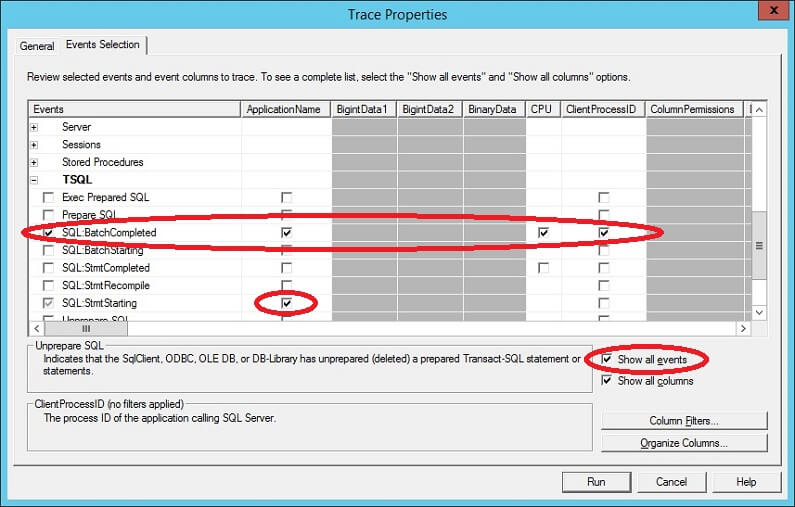 Trace Properties
x
General
Events Selection
Review selected events and event columns to trace. To see a complete list, select the "Show all events" and "Show all columns" options.
Events ApplicationName BigintData1 BigintData2 BinaryData CPU ClientProcessID ColumnPermissions
Server
Sessions
Stored Procedures
TSQL
Exec Prepared SQL
Prepare SQL
SQL:BatchCompleted
SQL:BatchStarting
SQL:StmtCompleted
SQL:StmtRecompile
SQL:StmtStarting
Unprepare SQL
Unprepare SQL
Indicates that the SqlClient, ODBC, OLE DB, or DB-Library has unprepared (deleted) a prepared Transact-SQL statement or
statements.
Show all events
Show all columns
ClientProcessID (no filters applied)
The process ID of the application calling SQL Server.
Column Filters...
Organize Columns...
Run
Cancel
Help